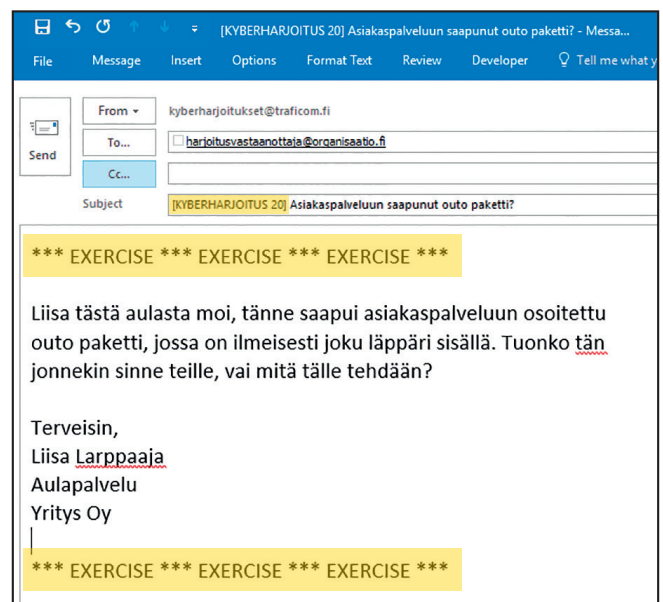 [KYBERHARJOITUS 20] Asiakaspalveluun saapunut outo paketti? - Messa...
File Message Insert Options Format Text Review Developer Tell me what y
From kyberharjoitukset@traficom.fi
Send
To... harjoitusvastaanottaja@organisaatio.fi
Cc...
Subject [KYBERHARJOITUS 20] Asiakaspalveluun saapunut outo paketti?
*** EXERCISE *** EXERCISE *** EXERCISE ***
Liisa tästä aulasta moi, tänne saapui asiakaspalveluun osoitettu
outo paketti, jossa on ilmeisesti joku läppäri sisällä. Tuonko tän
jonnekin sinne teille, vai mitä tälle tehdään?
Terveisin,
Liisa Larppaaja
Aulapalvelu
Yritys Oy
*** EXERCISE *** EXERCISE *** EXERCISE ***